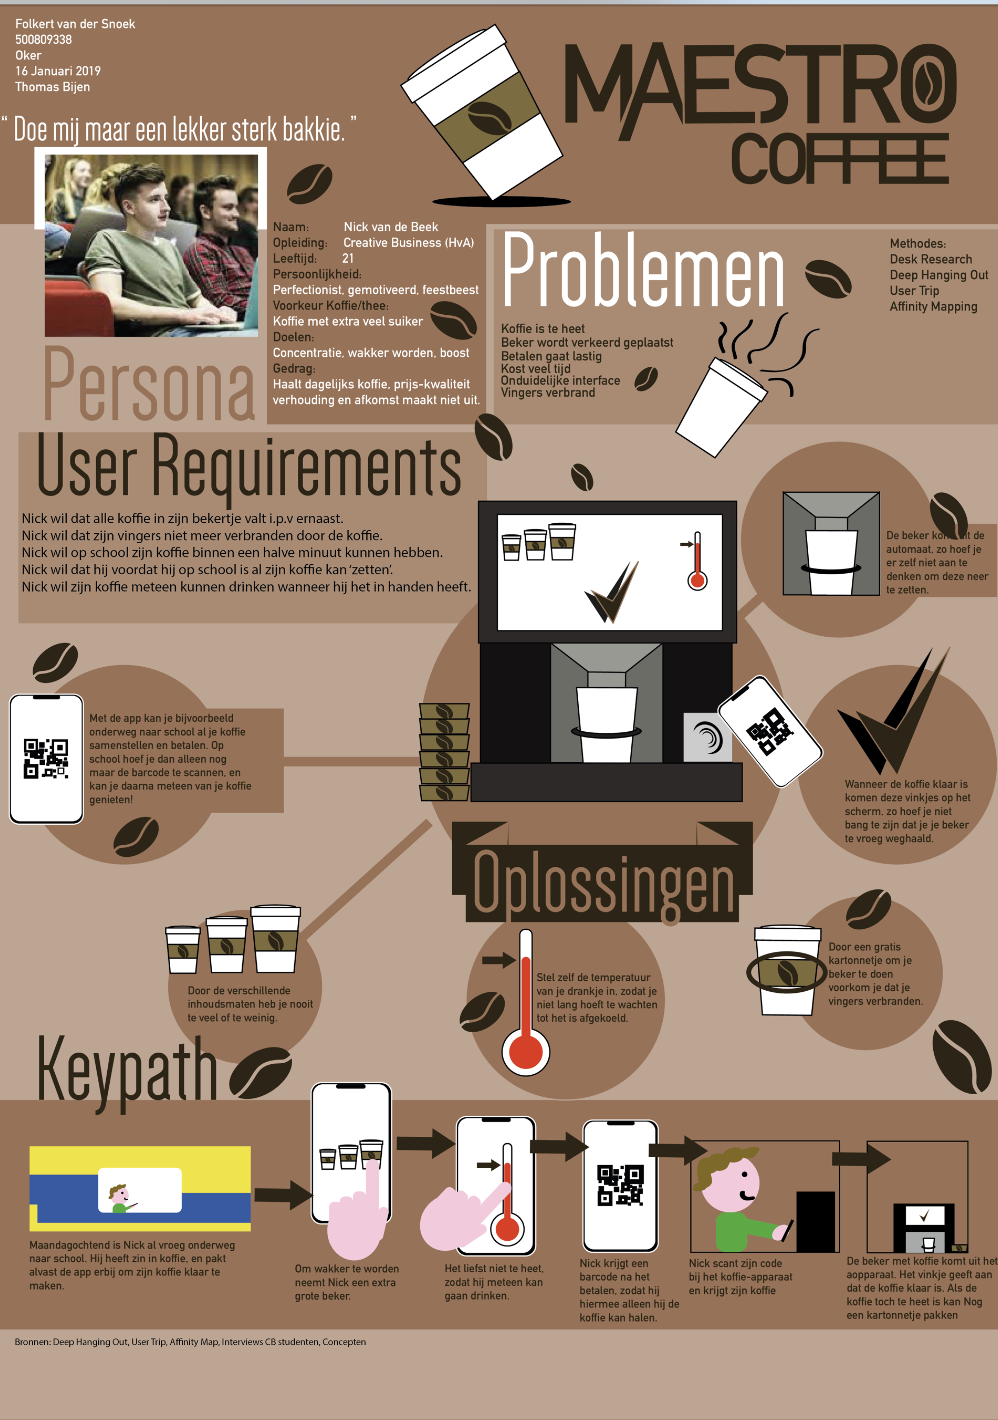 Folkert van der Snoek
500809338
Oker
16 Januari 2019
Thomas Bijen
“ Doe mij maar een lekker sterk bakkie. ”
MAESTRO
COFFEE
Naam: Nick van de Beek
Opleiding: Creative Business (HvA)
Leeftijd: 21
Persoonlijkheid:
Perfectionist, gemotiveerd, feestbeest
Voorkeur Koffie/thee:
Koffie met extra veel suiker
Doelen:
Concentratie, wakker worden, boost
Gedrag:
Haalt dagelijks koffie, prijs-kwaliteit
verhouding en afkomst maakt niet uit.
Persona
Problemen
Koffie is te heet
Beker wordt verkeerd geplaatst
Betalen gaat lastig
Kost veel tijd
Onduidelijke interface
Vingers verbrand
Methodes:
Desk Research
Deep Hanging Out
User Trip
Affinity Mapping
User Requirements
Nick wil dat alle koffie in zijn bekertje valt i.p.v ernaast.
Nick wil dat zijn vingers niet meer verbranden door de koffie.
Nick wil op school zijn koffie binnen een halve minuut kunnen hebben.
Nick wil dat hij voordat hij op school is al zijn koffie kan ‘zetten’.
Nick wil zijn koffie meteen kunnen drinken wanneer hij het in handen heeft.
De beker de
automaat, zo hoef je
er zelf niet aan te
denken om deze neer
te zetten.
Met de app kan je bijvoorbeeld
onderweg naar school al je koffie
samenstellen en betalen. Op
school hoef je dan alleen nog
maar de barcode te scannen, en
kan je daarna meteen van je koffie
genieten!
Wanneer de koffie klaar is
komen deze vinkjes op het
scherm, zo hoef je niet
bang te zijn dat je je beker
te vroeg weghaald.
Oplossingen
Door de verschillende
inhoudsmaten heb je nooit
te veel of te weinig.
Stel zelf de temperatuur
van je drankje in, zodat je
niet lang hoeft te wachten
tot het is afgekoeld.
Door een gratis
kartonnetje om je
beker te doen
voorkom je dat je
vingers verbranden.
Keypath
Maandagochtend is Nick al vroeg onderweg
naar school. Hij heeft zin in koffie, en pakt
alvast de app erbij om zijn koffie klaar te
maken.
Om wakker te worden
neemt Nick een extra
grote beker.
Het liefst niet te heet,
zodat hij meteen kan
gaan drinken.
Nick krijgt een
barcode na het
betalen, zodat hij
hiermee alleen hij de
koffie kan halen.
Nick scant zijn code
bij het koffie-apparaat
en krijgt zijn koffie
De beker met koffie komt uit het
aopparaat. Het vinkje geeft aan
dat de koffie klaar is. Als de
koffie toch te heet is kan Nog
een kartonnetje pakken
Bronnen: Deep Hanging Out, User Trip, Affinity Map, Interviews CB studenten, Concepten